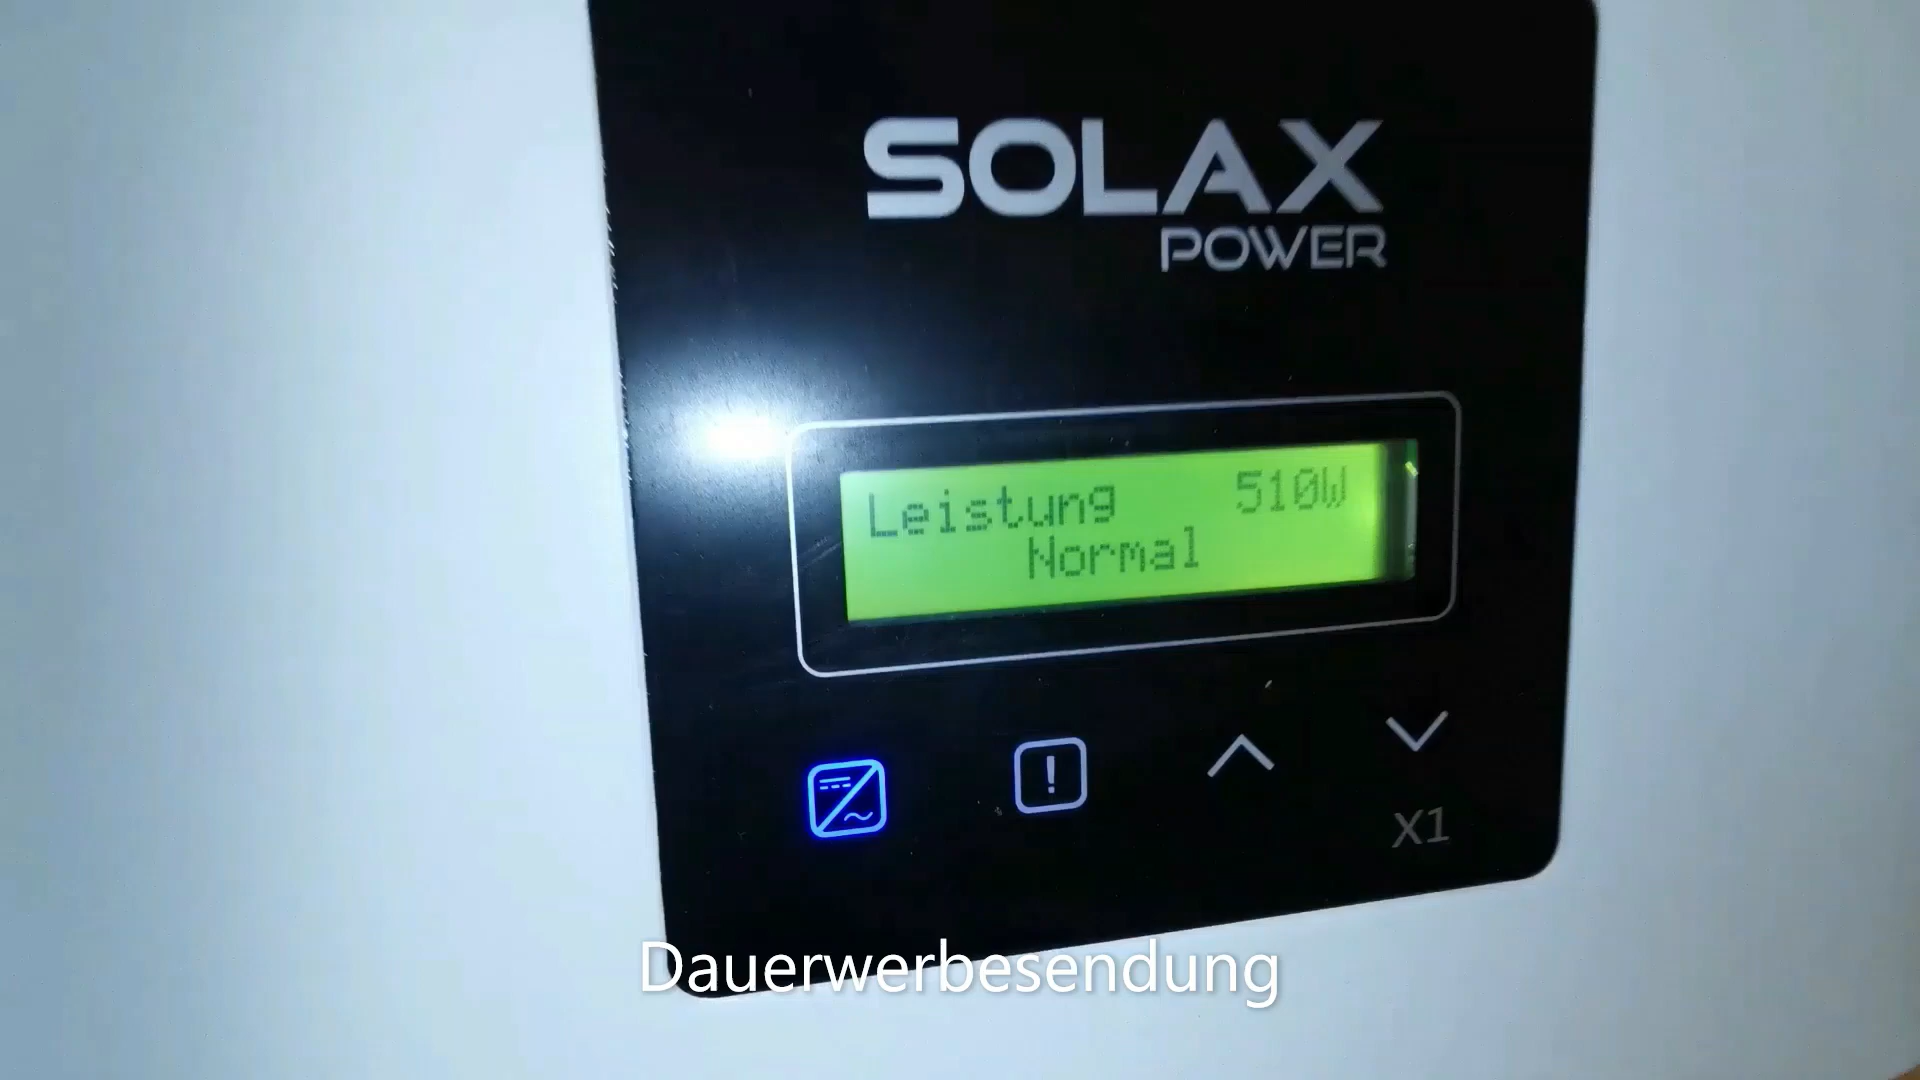 SOLAX
POWER
Leistung 510W
Normal
X1
Dauerwerbesendung